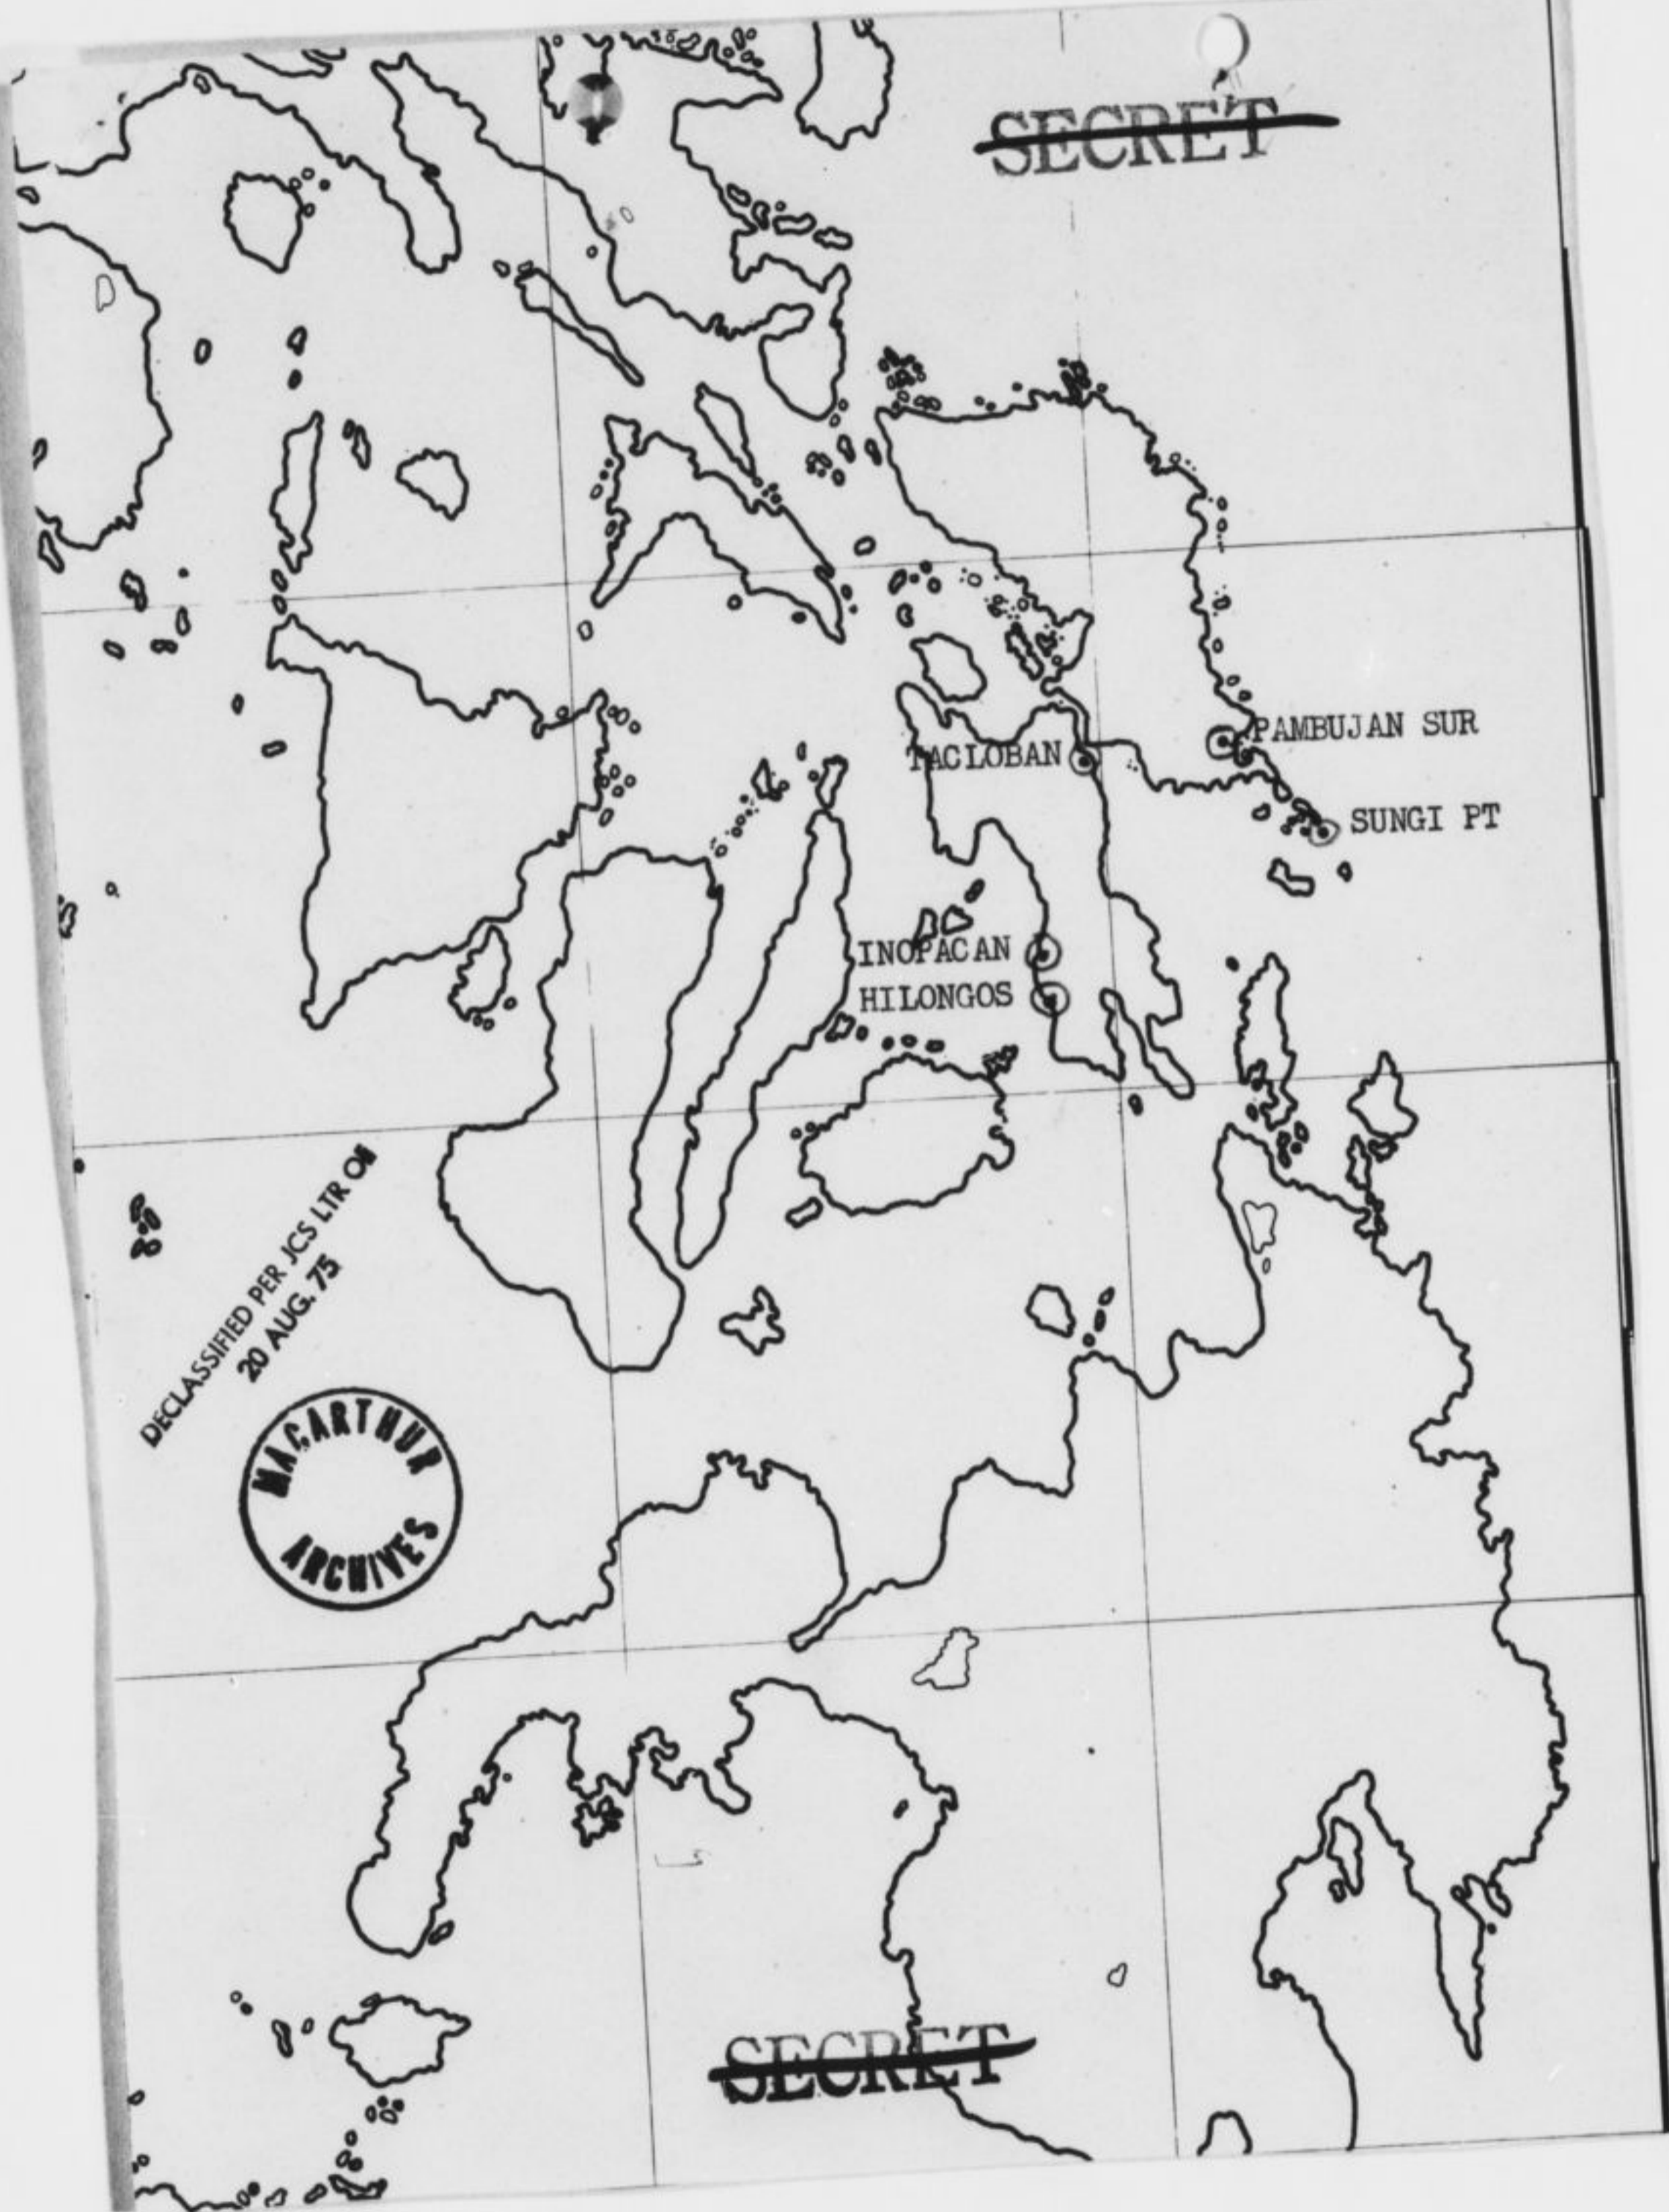 SECRET
PAMBUJAN SUR
TACLOBAN
SUNGI PT
INOPACAN
HILONGOS
DECLASSIFIED PER JCS LTR OF
20 AUG. 75
MACARTHUR
ARCHIVES
SECRET